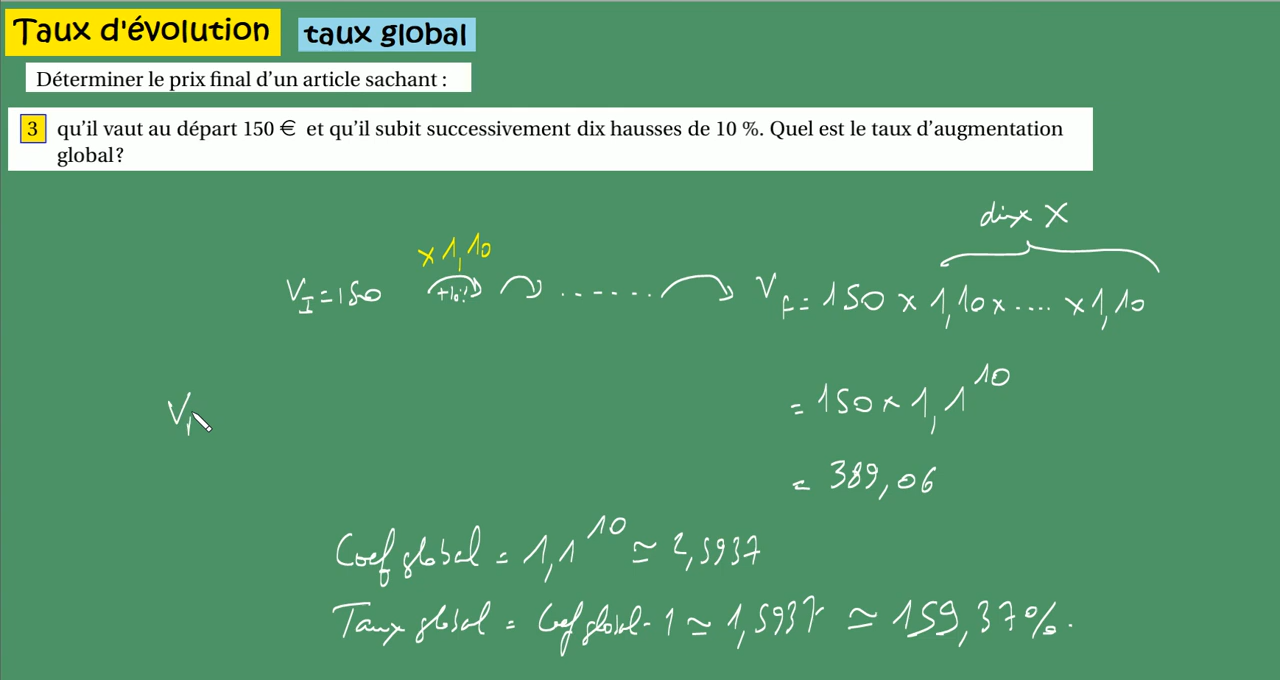 Taux d'évolution taux global
Déterminer le prix final d'un article sachant :
3 qu'il vaut au départ 150 € et qu'il subit successivement dix hausses de 10 %. Quel est le taux d'augmentation
global?
dix X
×1,10
V_I=150 +10% ....... V_F=150×1,10×....×1,10
=150×1,1^10
V
= 389,06
Coef global = 1,1^10 ≃ 2,5937
Taux global = Coef global-1 ≃ 1,5937 ≃ 159,37%.